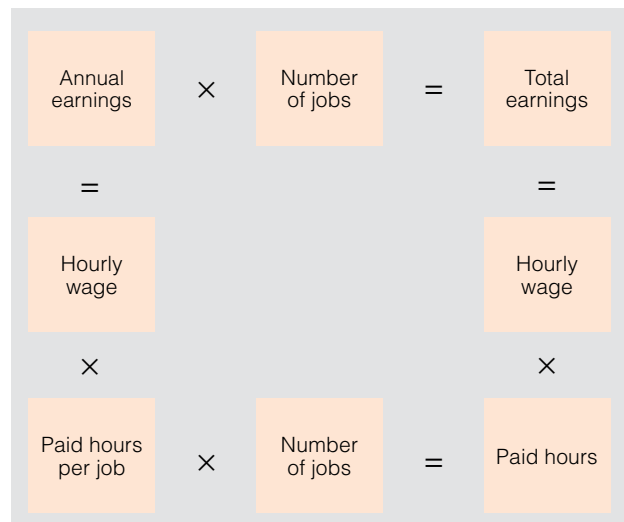 Annual
earnings
×
Number
of jobs
=
Total
earnings
=
=
Hourly
wage
Hourly
wage
×
×
Paid hours
per job
×
Number
of jobs
=
Paid hours